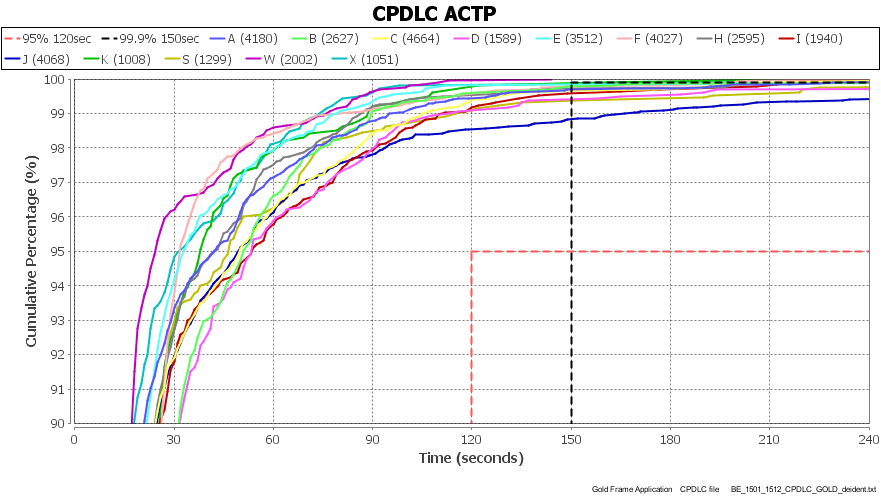 CPDLC ACTP
95% 120sec 99.9% 150sec A (4180) B (2627) C (4664) D (1589) E (3512) F (4027) H (2595) I (1940)
J (4068) K (1008) S (1299) W (2002) X (1051)
100
99
98
97
96
95
94
93
92
91
90
Cumulative Percentage (%)
0 30 60 90 120 150 180 210 240
Time (seconds)
Gold Frame Application CPDLC file BE_1501_1512_CPDLC_GOLD_deident.txt